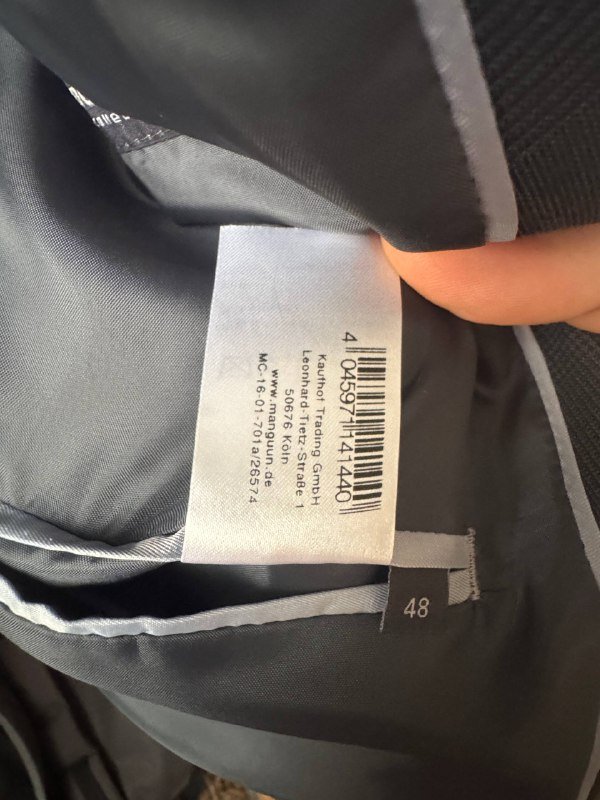 4 045971 141440
Kaufhof Trading GmbH
Leonhard-Tietz-Straße 1
50676 Köln
www.manguun.de
MC-16-01-701a/26574
48